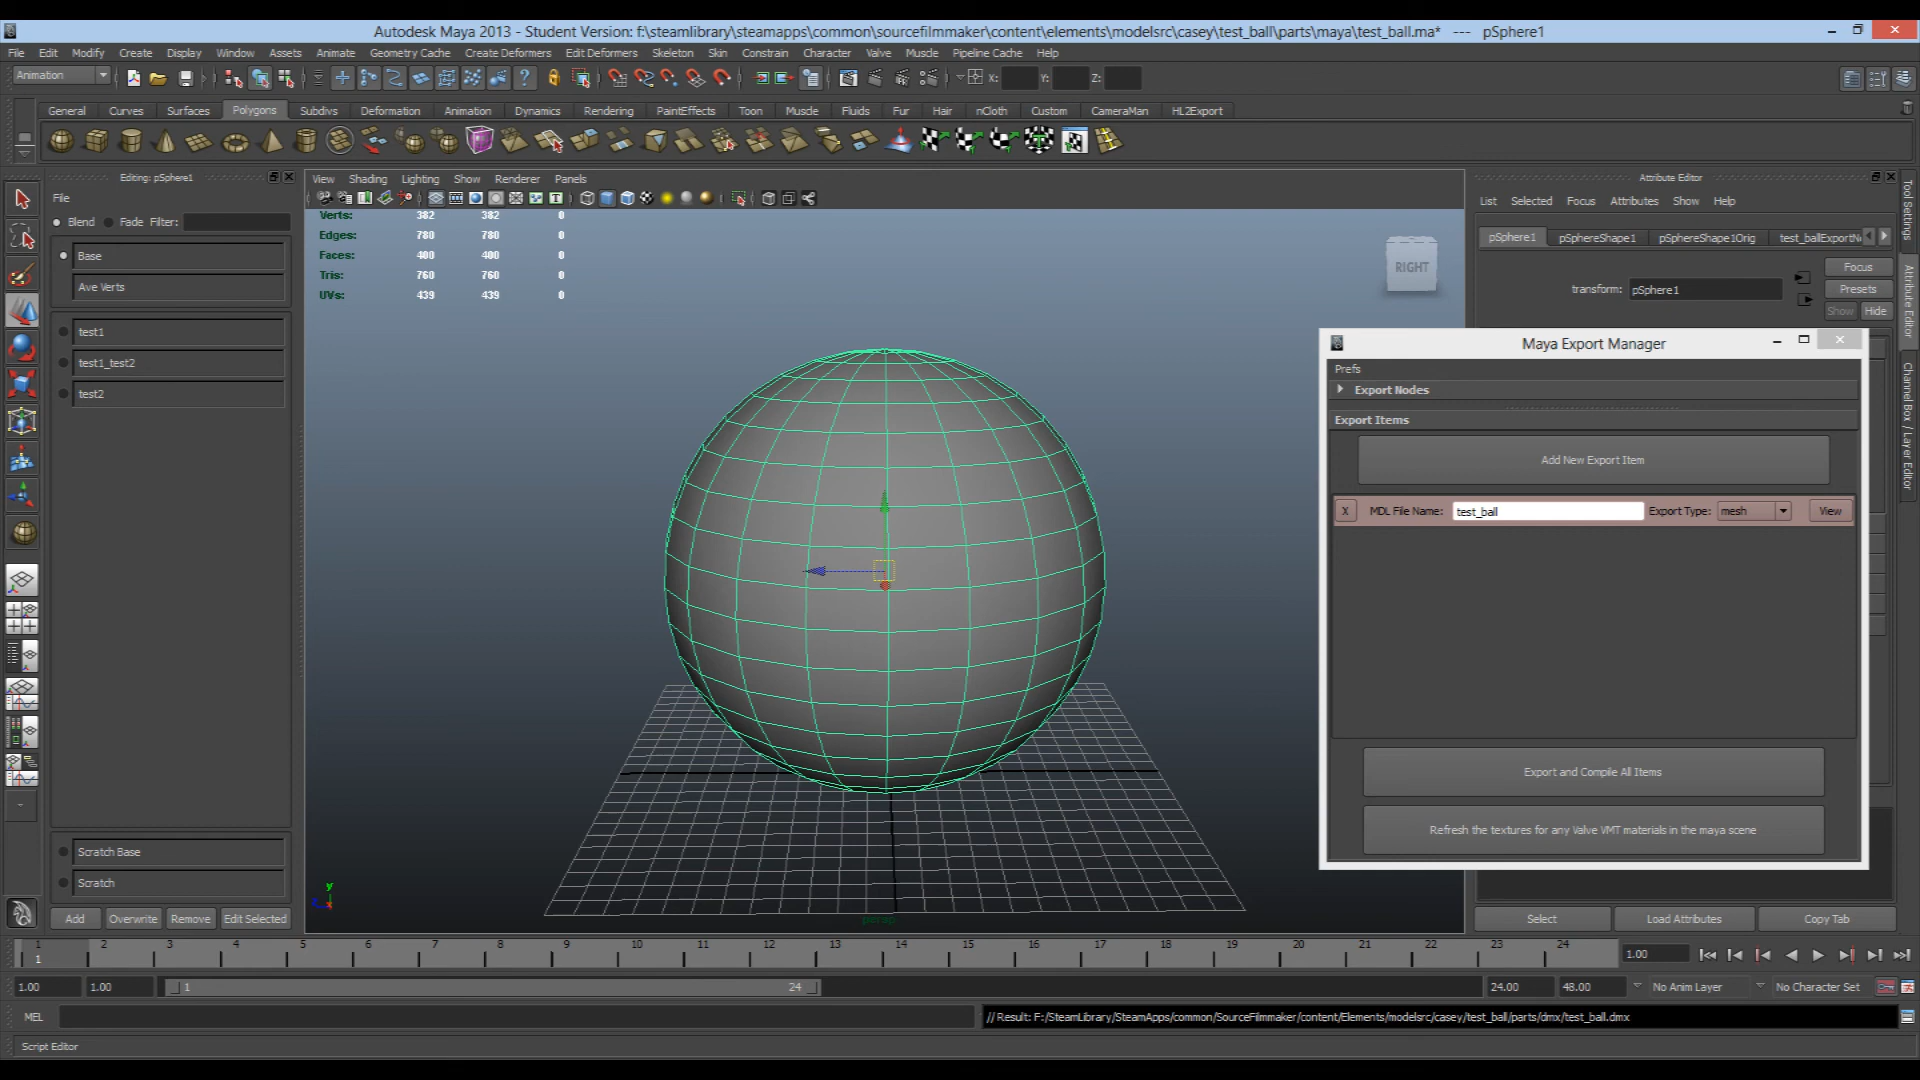 Autodesk Maya 2013 - Student Version: f:\steamlibrary\steamapps\common\sourcefilmmaker\content\elements\modelsrc\casey\test_ball\parts\maya\test_ball.ma* --- pSphere1
File Edit Modify Create Display Window Assets Animate Geometry Cache Create Deformers Edit Deformers Skeleton Skin Constrain Character Valve Muscle Pipeline Cache Help
Animation X: Y: Z:
General Curves Surfaces Polygons Subdivs Deformation Animation Dynamics Rendering PaintEffects Toon Muscle Fluids Fur Hair nCloth Custom CameraMan HL2Export
Editing: pSphere1
File
Blend Fade Filter:
Base
Ave Verts
test1
test1_test2
test2
Scratch Base
Scratch
Add Overwrite Remove Edit Selected
View Shading Lighting Show Renderer Panels
Verts: 382 382 0
Edges: 780 780 0
Faces: 400 400 0
Tris: 760 760 0
UVs: 439 439 0
RIGHT
y
z x
persp
Attribute Editor
List Selected Focus Attributes Show Help
pSphere1 pSphereShape1 pSphereShape1Orig test_ballExportN
transform: pSphere1
Focus
Presets
Show Hide
Tool Settings
Attribute Editor
Channel Box / Layer Editor
Maya Export Manager
Prefs
Export Nodes
Export Items
Add New Export Item
X MDL File Name: test_ball Export Type: mesh View
Export and Compile All Items
Refresh the textures for any Valve VMT materials in the maya scene
Select Load Attributes Copy Tab
1 2 3 4 5 6 7 8 9 10 11 12 13 14 15 16 17 18 19 20 21 22 23 24
1 1.00
1.00 1.00 1 24 24.00 48.00 No Anim Layer No Character Set
MEL // Result: F:/SteamLibrary/SteamApps/common/SourceFilmmaker/content/Elements/modelsrc/casey/test_ball/parts/dmx/test_ball.dmx
Script Editor